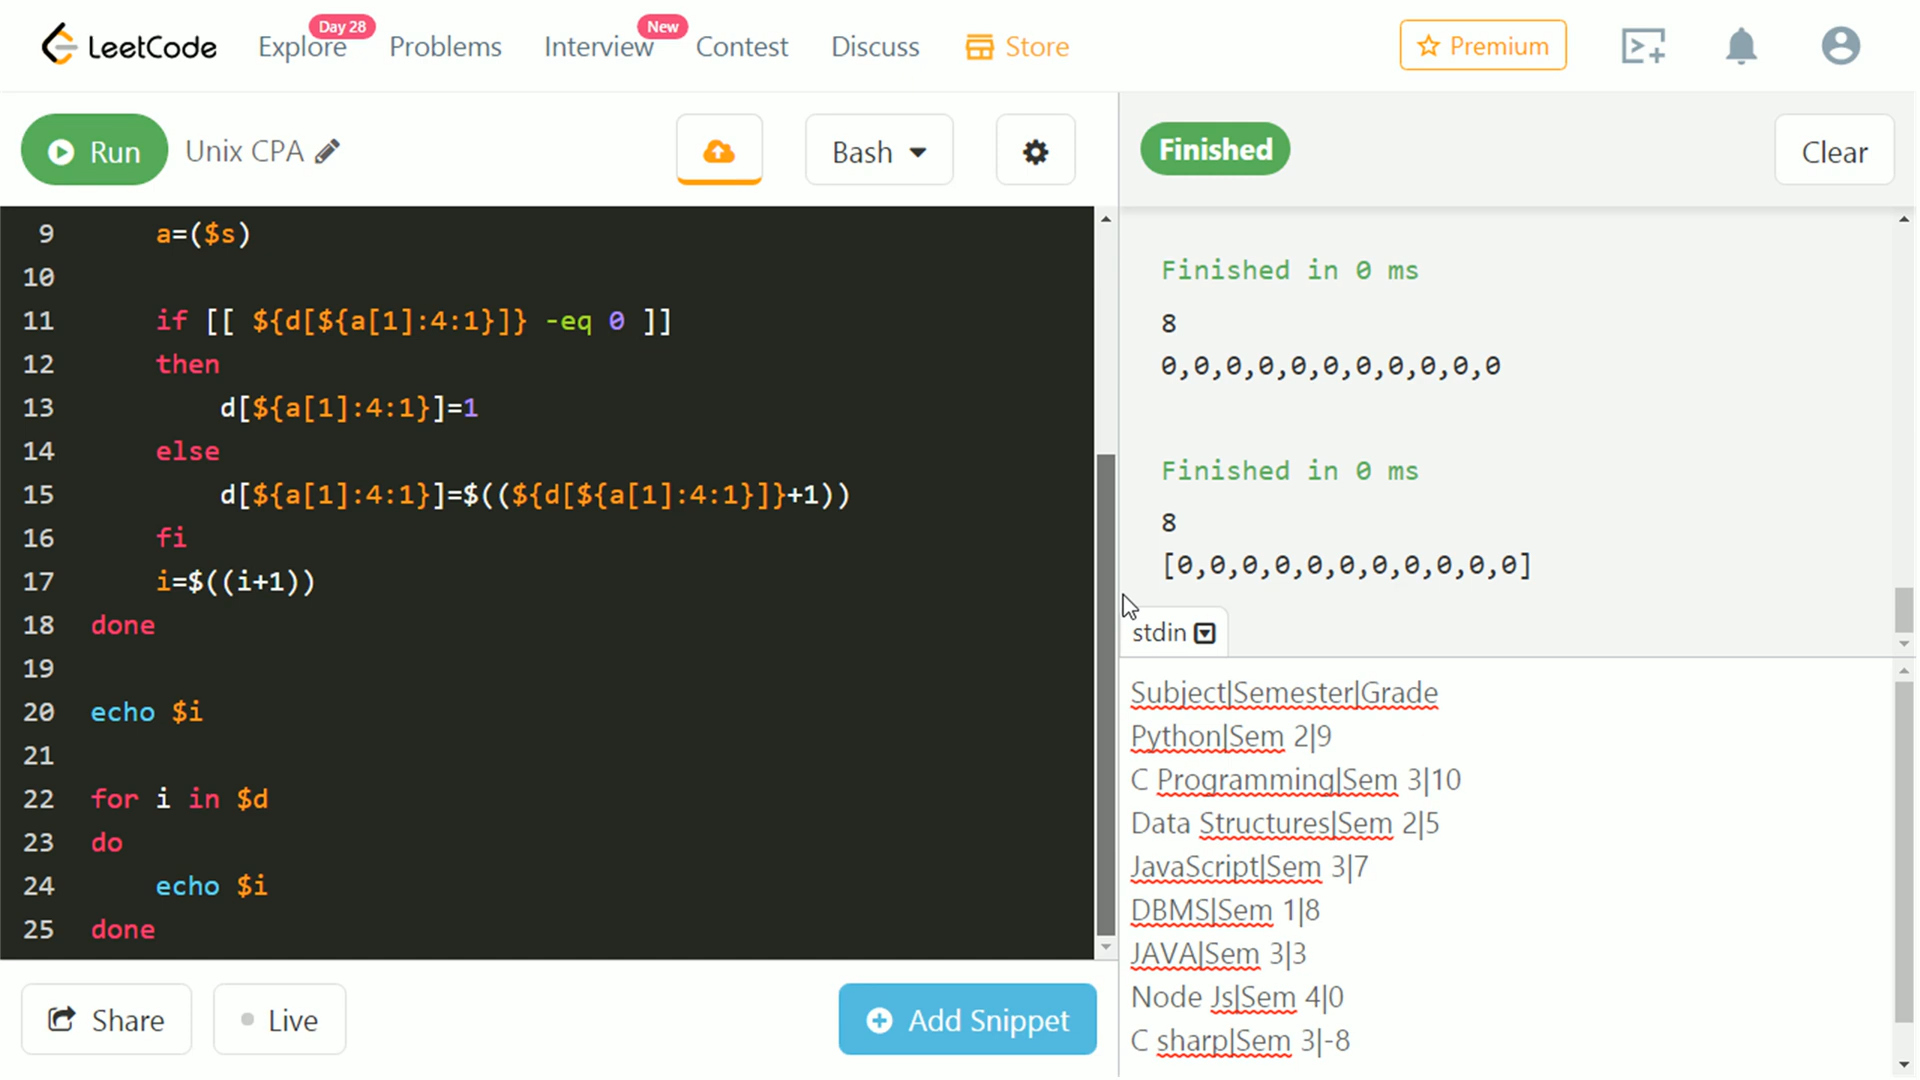 LeetCode Explore Day 28 Problems Interview New Contest Discuss Store Premium
Run Unix CPA Bash Finished Clear
9 a=($s)
10
11 if [[ ${d[${a[1]:4:1}]} -eq 0 ]]
12 then
13 d[${a[1]:4:1}]=1
14 else
15 d[${a[1]:4:1}]=$((${d[${a[1]:4:1}]}+1))
16 fi
17 i=$((i+1))
18 done
19
20 echo $i
21
22 for i in $d
23 do
24 echo $i
25 done
Share Live Add Snippet
Finished in 0 ms
8
0,0,0,0,0,0,0,0,0,0,0
Finished in 0 ms
8
[0,0,0,0,0,0,0,0,0,0,0]
stdin
Subject|Semester|Grade
Python|Sem 2|9
C Programming|Sem 3|10
Data Structures|Sem 2|5
JavaScript|Sem 3|7
DBMS|Sem 1|8
JAVA|Sem 3|3
Node Js|Sem 4|0
C sharp|Sem 3|-8